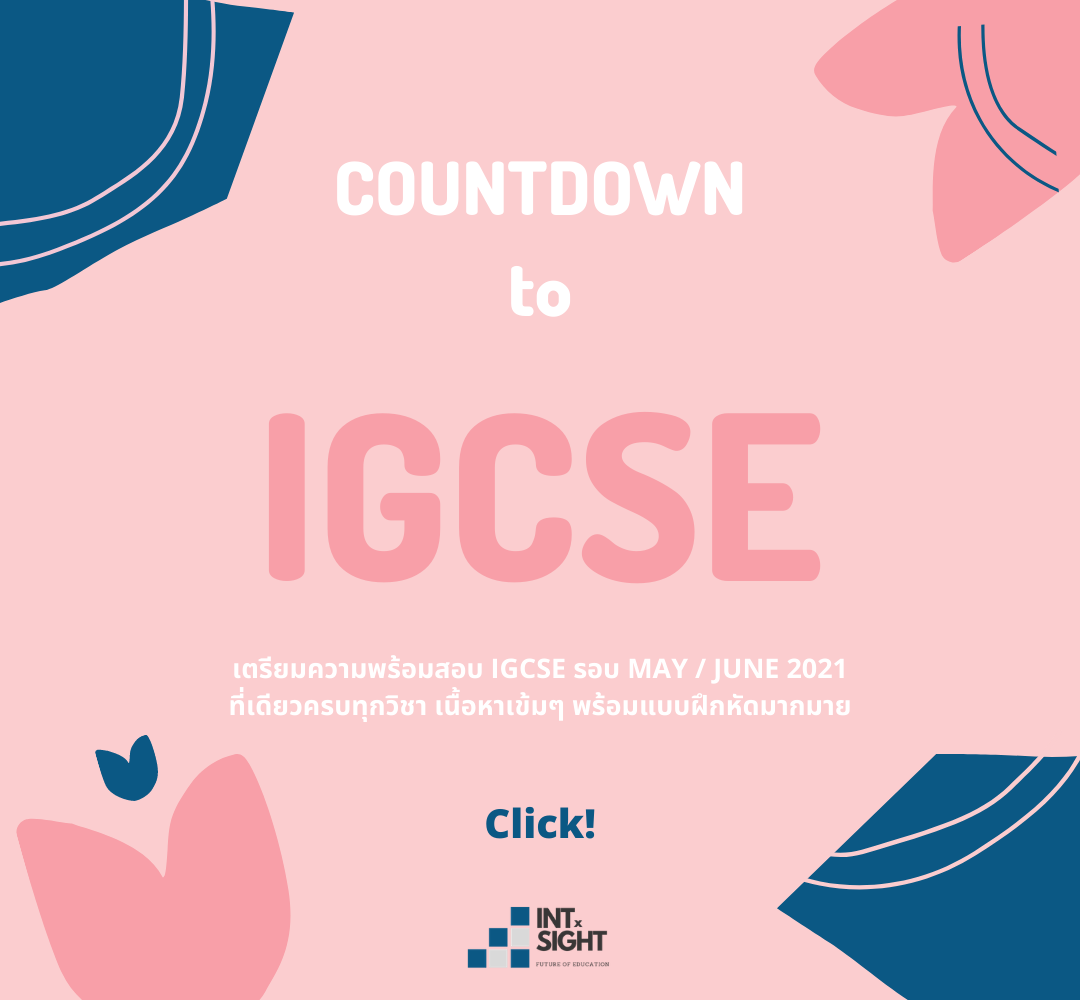 COUNTDOWN
to
IGCSE
เตรียมความพร้อมสอบ IGCSE รอบ MAY / JUNE 2021
ที่เดียวครบทุกวิชา เนื้อหาเข้มๆ พร้อมแบบฝึกหัดมากมาย
Click!
INTx
SIGHT
FUTURE OF EDUCATION